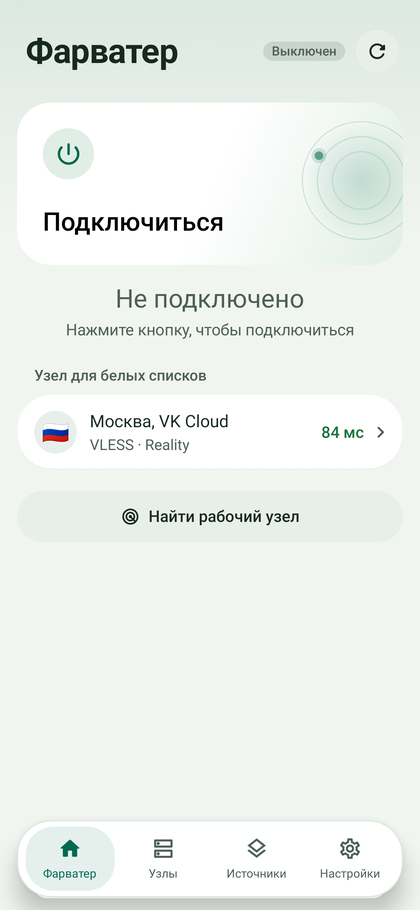 Фарватер
Выключен
Подключиться
Не подключено
Нажмите кнопку, чтобы подключиться
Узел для белых списков
Москва, VK Cloud
84 мс
VLESS · Reality
Найти рабочий узел
Фарватер
Узлы
Источники
Настройки